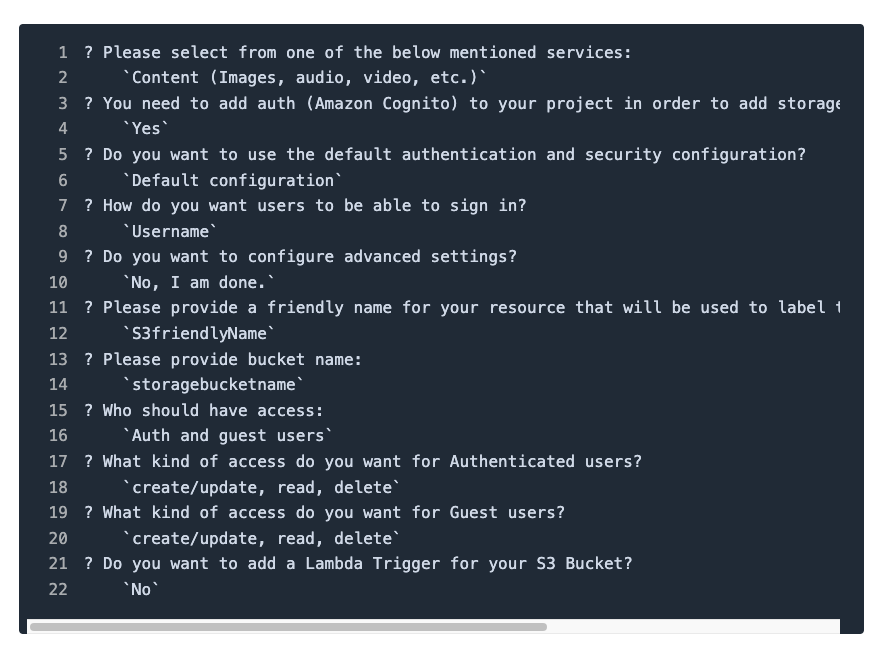 1 ? Please select from one of the below mentioned services:
2 `Content (Images, audio, video, etc.)`
3 ? You need to add auth (Amazon Cognito) to your project in order to add storage
4 `Yes`
5 ? Do you want to use the default authentication and security configuration?
6 `Default configuration`
7 ? How do you want users to be able to sign in?
8 `Username`
9 ? Do you want to configure advanced settings?
10 `No, I am done.`
11 ? Please provide a friendly name for your resource that will be used to label
12 `S3friendlyName`
13 ? Please provide bucket name:
14 `storagebucketname`
15 ? Who should have access:
16 `Auth and guest users`
17 ? What kind of access do you want for Authenticated users?
18 `create/update, read, delete`
19 ? What kind of access do you want for Guest users?
20 `create/update, read, delete`
21 ? Do you want to add a Lambda Trigger for your S3 Bucket?
22 `No`